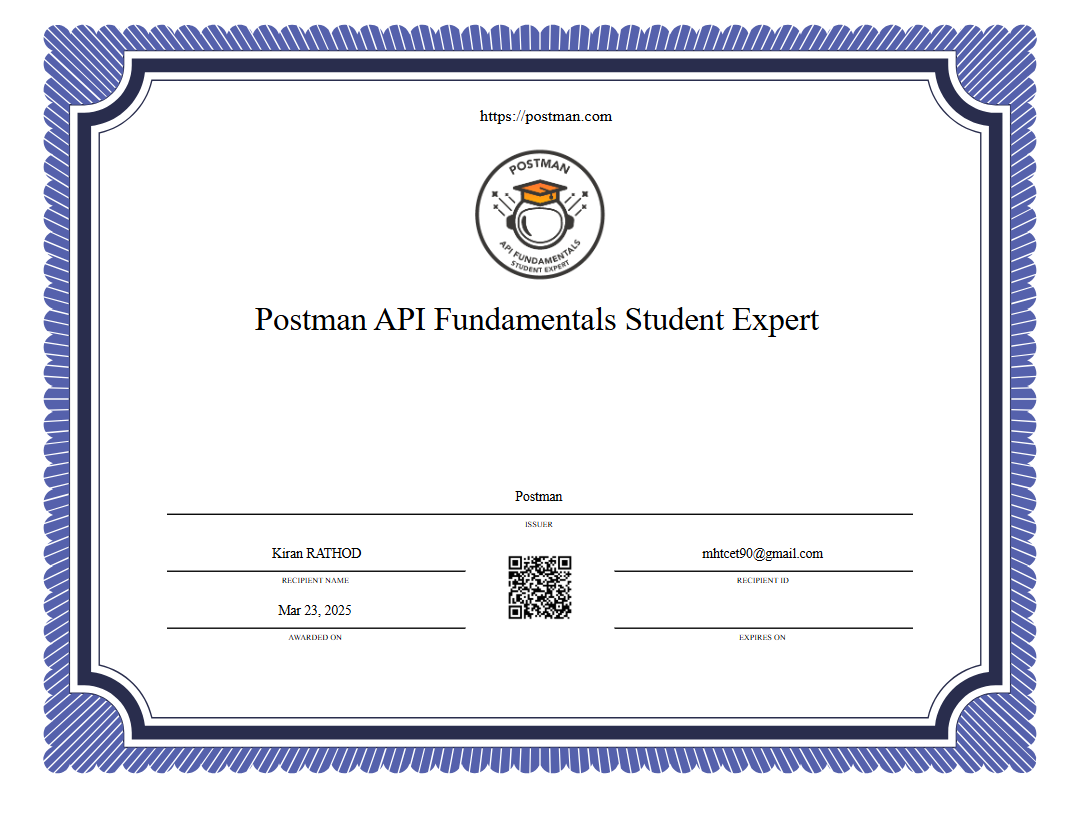 https://postman.com
POSTMAN
API FUNDAMENTALS
STUDENT EXPERT
Postman API Fundamentals Student Expert
Postman
ISSUER
Kiran RATHOD
RECIPIENT NAME
mhtcet90@gmail.com
RECIPIENT ID
Mar 23, 2025
AWARDED ON
EXPIRES ON